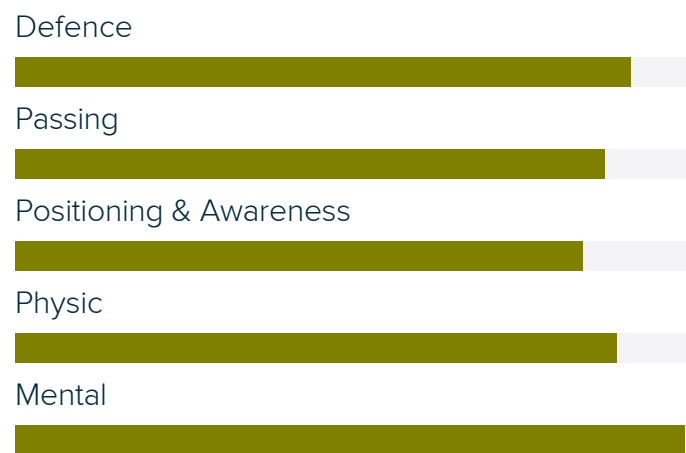 Defence
Passing
Positioning & Awareness
Physic
Mental